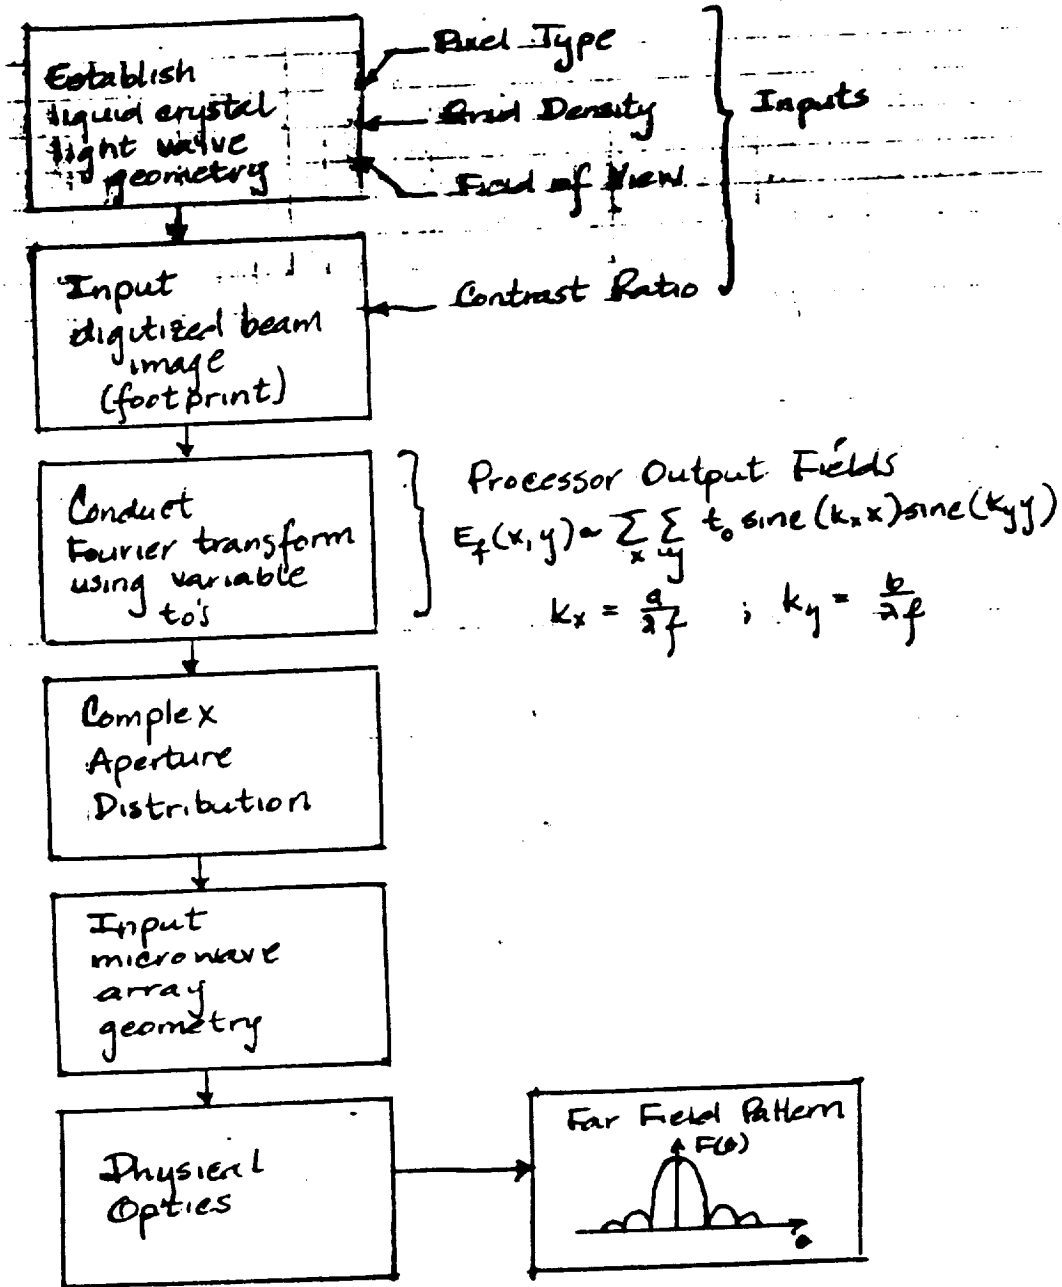 Establish
liquid crystal
light valve
geometry
Pixel Type
Grid Density
Field of View
Inputs
Input
digitized beam
image
(footprint)
Contrast Ratio
Conduct
Fourier transform
using variable
to's
Processor Output Fields
E_f(x,y) ~ ∑_x ∑_y t_o sinc (k_x x) sinc (k_y y)
k_x = a/λf ; k_y = b/λf
Complex
Aperture
Distribution
Input
microwave
array
geometry
Physical
Optics
Far Field Pattern
F(θ)
θ